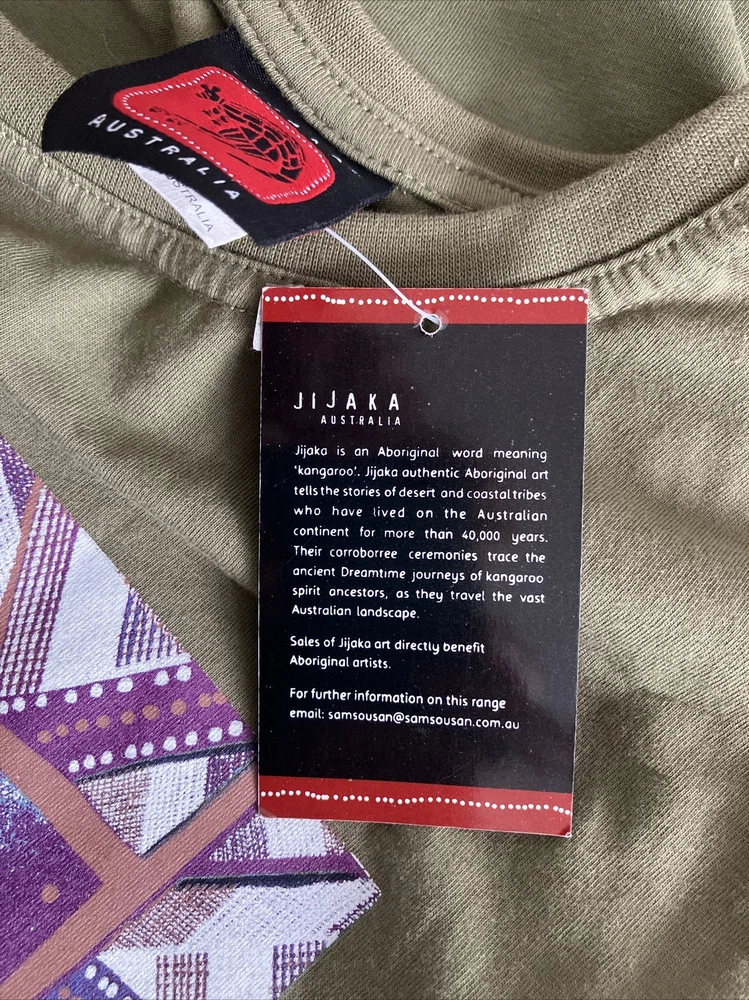 AUSTRALIA
AUSTRALIA
JIJAKA
AUSTRALIA
Jijaka is an Aboriginal word meaning
'kangaroo'. Jijaka authentic Aboriginal art
tells the stories of desert and coastal tribes
who have lived on the Australian
continent for more than 40,000 years.
Their corroborree ceremonies trace the
ancient Dreamtime journeys of kangaroo
spirit ancestors, as they travel the vast
Australian landscape.
Sales of Jijaka art directly benefit
Aboriginal artists.
For further information on this range
email: samsousan@samsousan.com.au